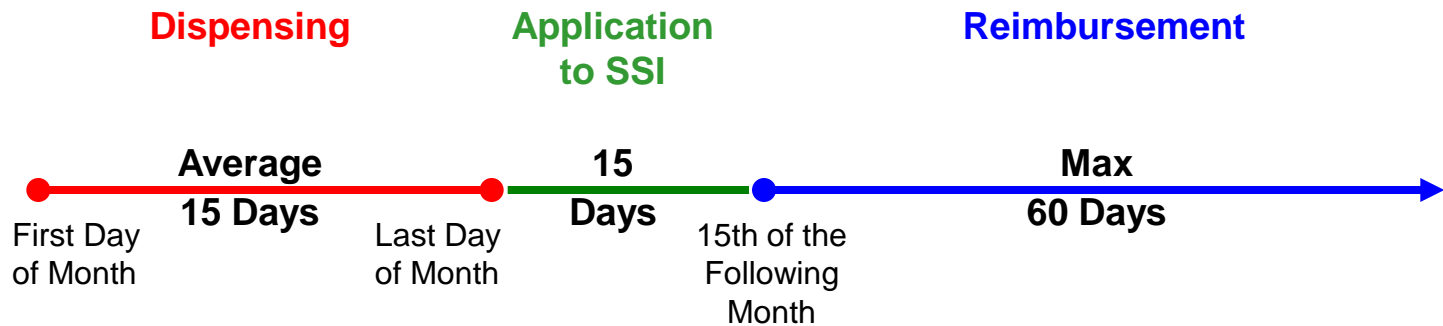 Dispensing
Application
to SSI
Reimbursement
Average
15 Days
15
Days
Max
60 Days
First Day
of Month
Last Day
of Month
15th of the
Following
Month